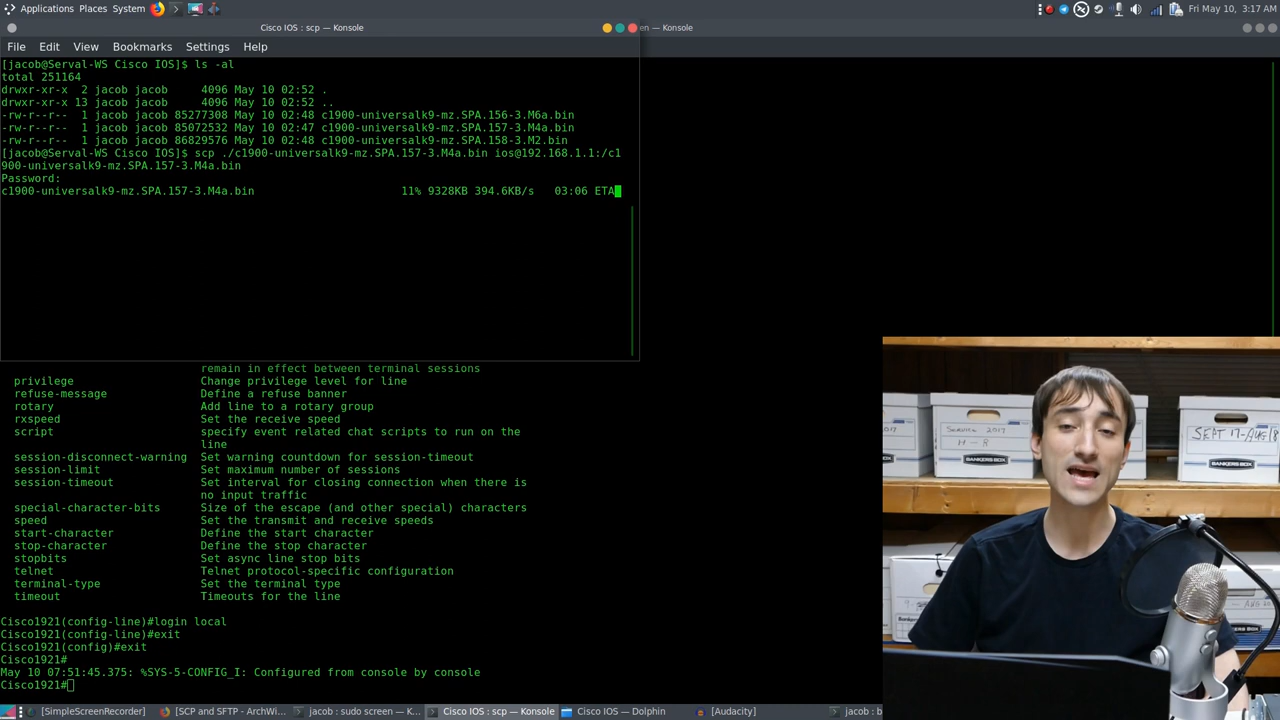 Applications Places System
Fri May 10, 3:17 AM
Cisco IOS : scp — Konsole
en — Konsole
File Edit View Bookmarks Settings Help
[jacob@Serval-WS Cisco IOS]$ ls -al
total 251164
drwxr-xr-x 2 jacob jacob 4096 May 10 02:52 .
drwxr-xr-x 13 jacob jacob 4096 May 10 02:52 ..
-rw-r--r-- 1 jacob jacob 85277308 May 10 02:48 c1900-universalk9-mz.SPA.156-3.M6a.bin
-rw-r--r-- 1 jacob jacob 85072532 May 10 02:47 c1900-universalk9-mz.SPA.157-3.M4a.bin
-rw-r--r-- 1 jacob jacob 86829576 May 10 02:48 c1900-universalk9-mz.SPA.158-3.M2.bin
[jacob@Serval-WS Cisco IOS]$ scp ./c1900-universalk9-mz.SPA.157-3.M4a.bin ios@192.168.1.1:/c1
900-universalk9-mz.SPA.157-3.M4a.bin
Password:
c1900-universalk9-mz.SPA.157-3.M4a.bin 11% 9328KB 394.6KB/s 03:06 ETA
remain in effect between terminal sessions
privilege Change privilege level for line
refuse-message Define a refuse banner
rotary Add line to a rotary group
rxspeed Set the receive speed
script specify event related chat scripts to run on the
line
session-disconnect-warning Set warning countdown for session-timeout
session-limit Set maximum number of sessions
session-timeout Set interval for closing connection when there is
no input traffic
special-character-bits Size of the escape (and other special) characters
speed Set the transmit and receive speeds
start-character Define the start character
stop-character Define the stop character
stopbits Set async line stop bits
telnet Telnet protocol-specific configuration
terminal-type Set the terminal type
timeout Timeouts for the line
Cisco1921(config-line)#login local
Cisco1921(config-line)#exit
Cisco1921(config)#exit
Cisco1921#
May 10 07:51:45.375: %SYS-5-CONFIG_I: Configured from console by console
Cisco1921#
SERVICE 2017
H - R
BANKERS BOX
SEPT 17-AUG/18
BANKERS BOX
[SimpleScreenRecorder]
[SCP and SFTP - ArchWi...
jacob : sudo screen — K...
Cisco IOS : scp — Konsole
Cisco IOS — Dolphin
[Audacity]
jacob : b